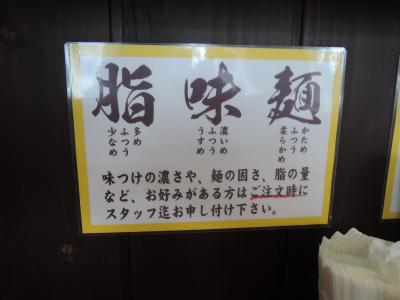 脂 味 麺
多め ふつう 少なめ
濃いめ ふつう うすめ
かため ふつう 柔らかめ
味つけの濃さや、麺の固さ、脂の量
など、お好みがある方はご注文時に
スタッフ迄お申し付け下さい。